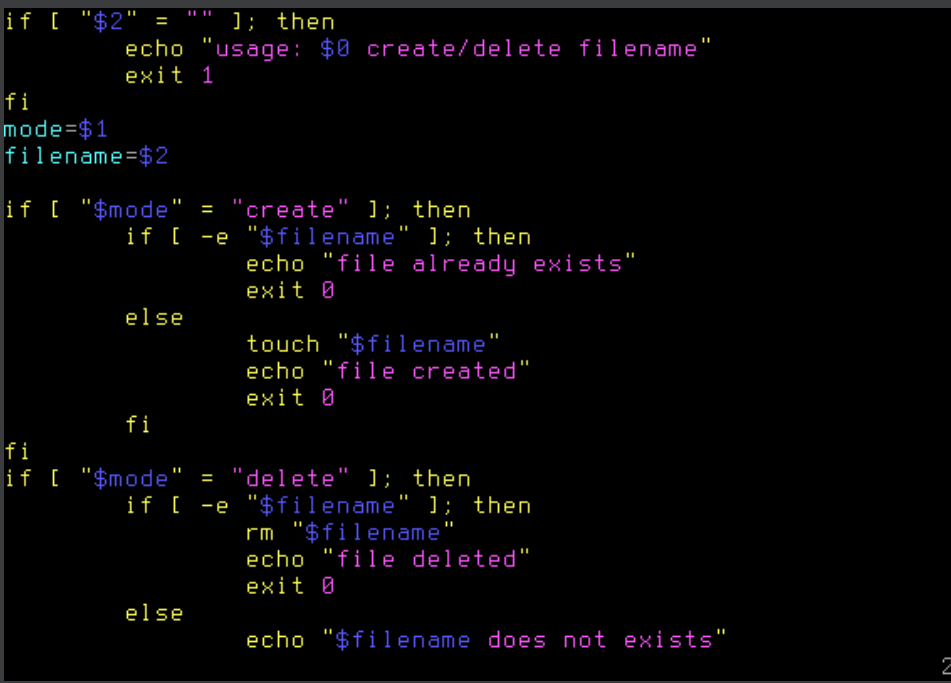 if [ "$2" = "" ]; then
        echo "usage: $0 create/delete filename"
        exit 1
fi
mode=$1
filename=$2

if [ "$mode" = "create" ]; then
        if [ -e "$filename" ]; then
                echo "file already exists"
                exit 0
        else
                touch "$filename"
                echo "file created"
                exit 0
        fi
fi
if [ "$mode" = "delete" ]; then
        if [ -e "$filename" ]; then
                rm "$filename"
                echo "file deleted"
                exit 0
        else
                echo "$filename does not exists"